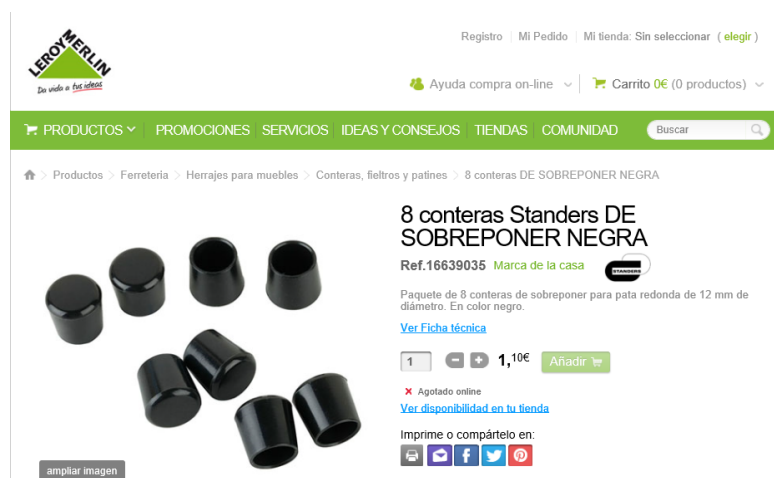 Registro
Mi Pedido
Mi tienda: Sin seleccionar ( elegir )
LEROY MERLIN
Da vida a tus ideas
Ayuda compra on-line
Carrito 0€ (0 productos)
PRODUCTOS
PROMOCIONES
SERVICIOS
IDEAS Y CONSEJOS
TIENDAS
COMUNIDAD
Buscar
Productos > Ferreteria > Herrajes para muebles > Conteras, fieltros y patines > 8 conteras DE SOBREPONER NEGRA
8 conteras Standers DE
SOBREPONER NEGRA
Ref.16639035 Marca de la casa
STANDERS
Paquete de 8 conteras de sobreponer para pata redonda de 12 mm de
diámetro. En color negro.
Ver Ficha técnica
1
1,10€
Añadir
Agotado online
Ver disponibilidad en tu tienda
Imprime o compártelo en:
ampliar imagen